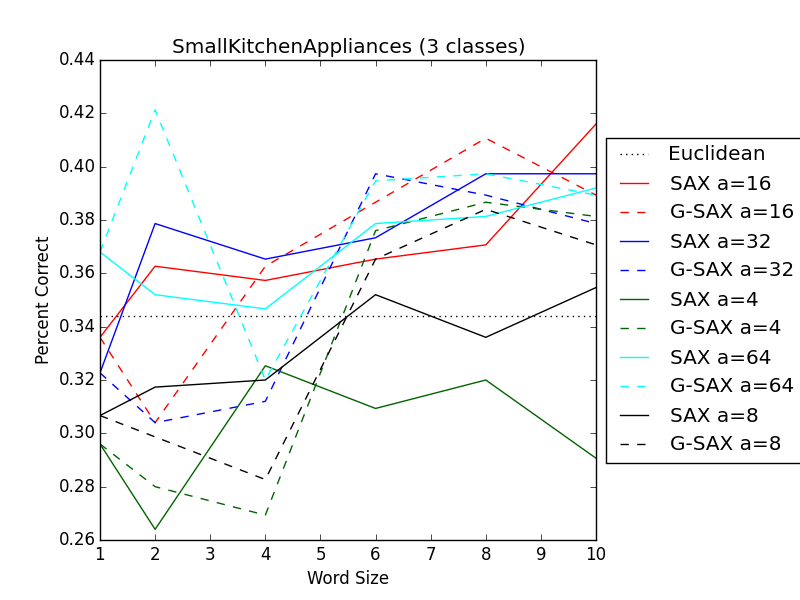 SmallKitchenAppliances (3 classes)
0.44
0.42
0.40
0.38
0.36
0.34
0.32
0.30
0.28
0.26
Percent Correct
1 2 3 4 5 6 7 8 9 10
Word Size
Euclidean
SAX a=16
G-SAX a=16
SAX a=32
G-SAX a=32
SAX a=4
G-SAX a=4
SAX a=64
G-SAX a=64
SAX a=8
G-SAX a=8